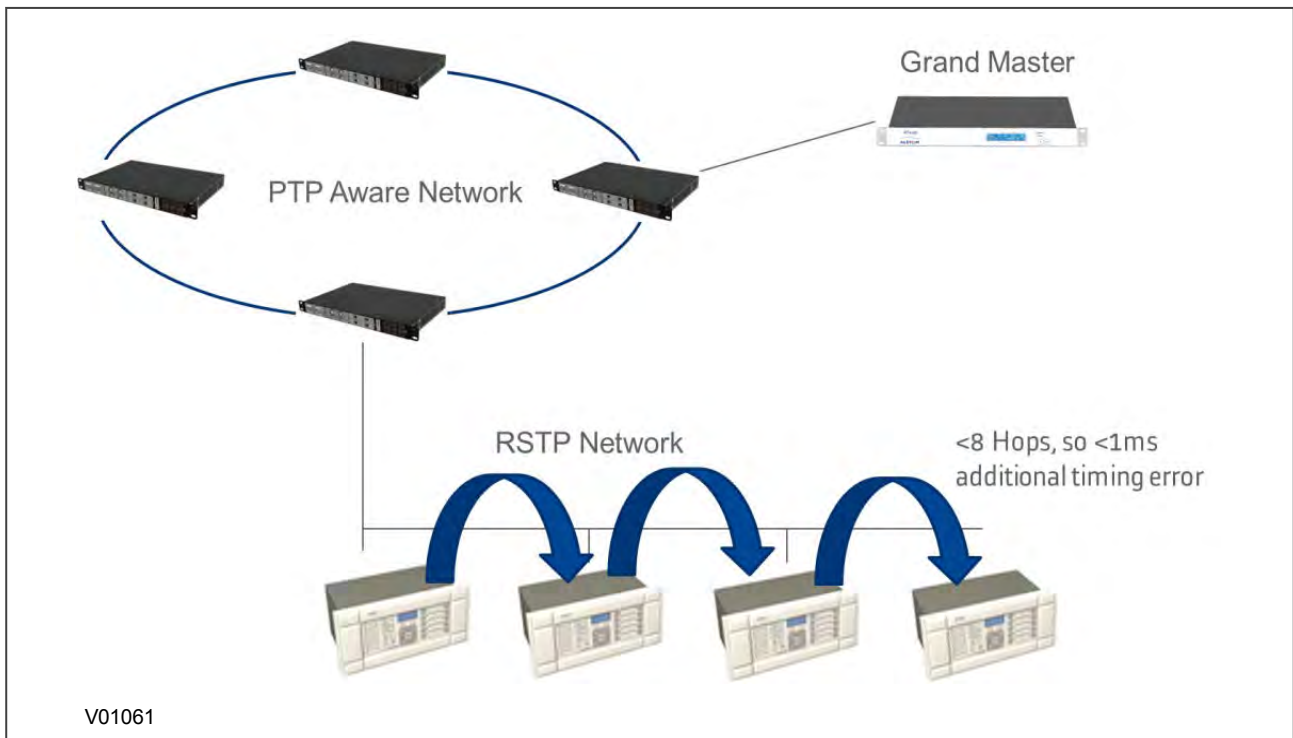 Grand Master
PTP Aware Network
RSTP Network
<8 Hops, so <1ms
additional timing error
V01061